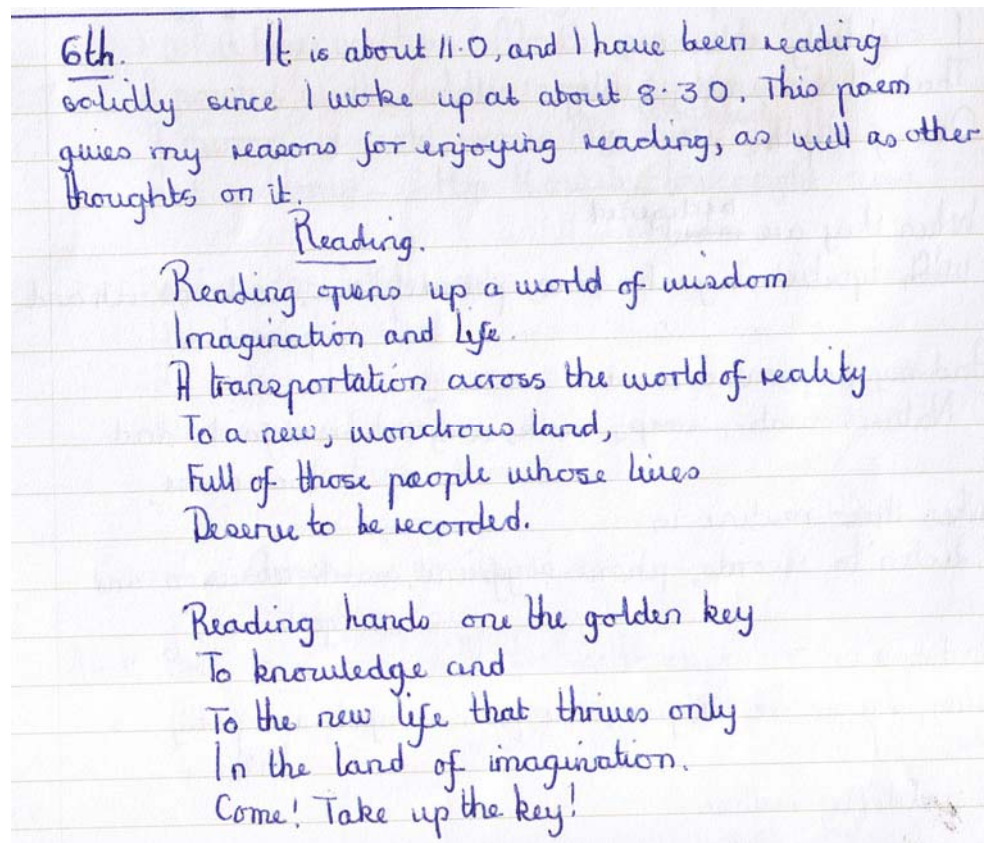 6th. It is about 11.0, and I have been reading
solidly since I woke up at about 8.30. This poem
gives my reasons for enjoying reading, as well as other
thoughts on it.
Reading.
Reading opens up a world of wisdom
Imagination and life.
A transportation across the world of reality
To a new, wondrous land,
Full of those people whose lives
Deserve to be recorded.
Reading hands one the golden key
To knowledge and
To the new life that thrives only
In the land of imagination.
Come! Take up the key!